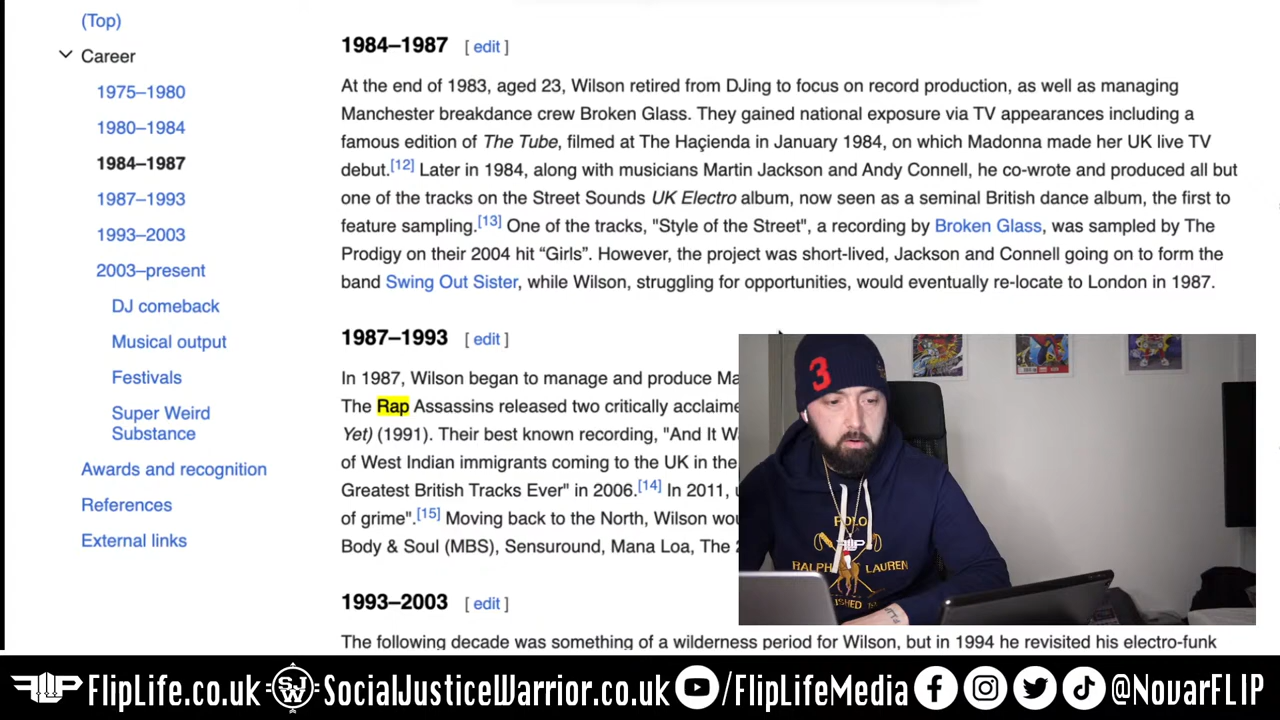 (Top)
Career
1975–1980
1980–1984
1984–1987
1987–1993
1993–2003
2003–present
DJ comeback
Musical output
Festivals
Super Weird
Substance
Awards and recognition
References
External links
1984–1987 [ edit ]
At the end of 1983, aged 23, Wilson retired from DJing to focus on record production, as well as managing
Manchester breakdance crew Broken Glass. They gained national exposure via TV appearances including a
famous edition of The Tube, filmed at The Haçienda in January 1984, on which Madonna made her UK live TV
debut.[12] Later in 1984, along with musicians Martin Jackson and Andy Connell, he co-wrote and produced all but
one of the tracks on the Street Sounds UK Electro album, now seen as a seminal British dance album, the first to
feature sampling.[13] One of the tracks, "Style of the Street", a recording by Broken Glass, was sampled by The
Prodigy on their 2004 hit “Girls”. However, the project was short-lived, Jackson and Connell going on to form the
band Swing Out Sister, while Wilson, struggling for opportunities, would eventually re-locate to London in 1987.
1987–1993 [ edit ]
In 1987, Wilson began to manage and produce Ma
The Rap Assassins released two critically acclaime
Yet) (1991). Their best known recording, "And It W
of West Indian immigrants coming to the UK in the
Greatest British Tracks Ever" in 2006.[14] In 2011, u
of grime".[15] Moving back to the North, Wilson wou
Body & Soul (MBS), Sensuround, Mana Loa, The 2
1993–2003 [ edit ]
The following decade was something of a wilderness period for Wilson, but in 1994 he revisited his electro-funk
3
POLO
FLIP
RALPH LAUREN
FLIP FlipLife.co.uk SJW SocialJusticeWarrior.co.uk /FlipLifeMedia @NovarFLIP